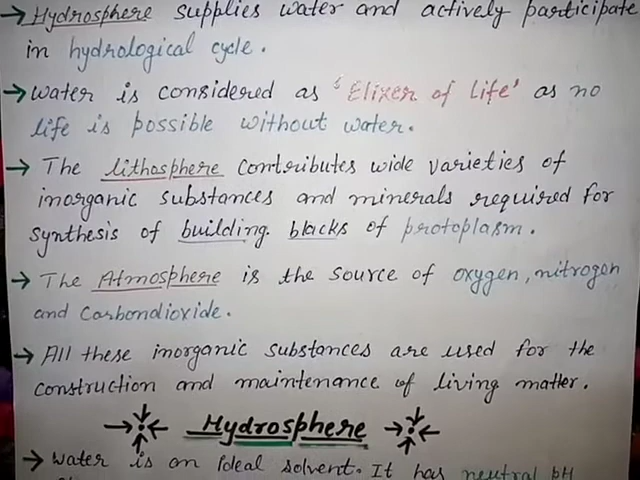 → Hydrosphere supplies water and actively participate
in hydrological cycle.
→ Water is considered as 'Elixer of life' as no
life is possible without water.
→ The lithosphere contributes wide varieties of
inorganic substances and minerals required for
synthesis of building blacks of protoplasm.
→ The Atmosphere is the source of oxygen, nitrogen
and Carbondioxide.
→ All these inorganic substances are used for the
construction and maintenance of living matter.
Hydrosphere
→ Water is an Ideal solvent. It has neutral pH